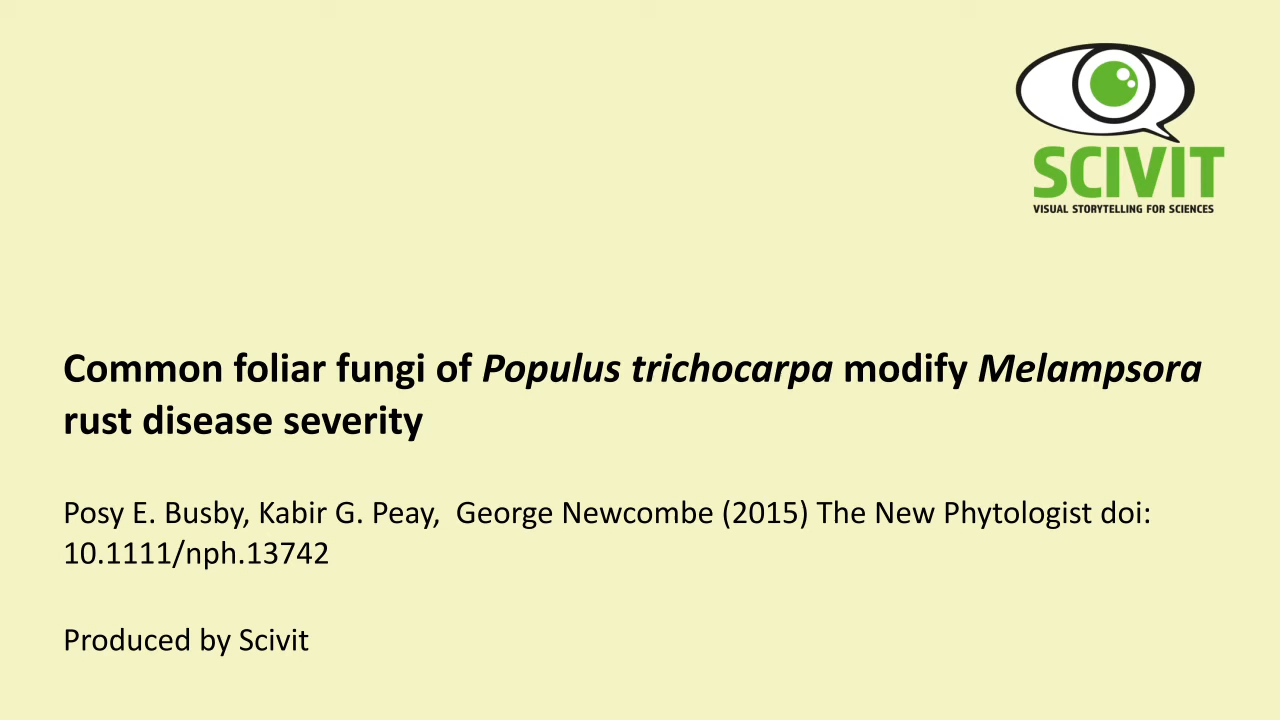 SCIVIT
VISUAL STORYTELLING FOR SCIENCES
Common foliar fungi of Populus trichocarpa modify Melampsora
rust disease severity
Posy E. Busby, Kabir G. Peay,  George Newcombe (2015) The New Phytologist doi:
10.1111/nph.13742
Produced by Scivit